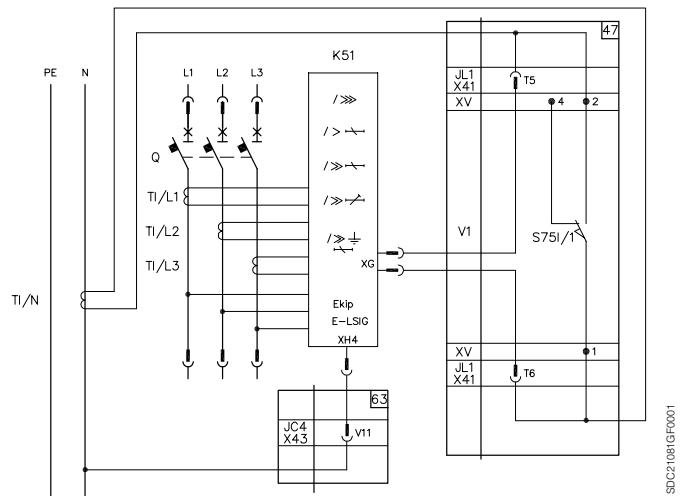 47
K51
PE N L1 L2 L3
JL1
X41
T5
XV 4 2
Q
TI/L1
TI/L2
TI/L3
V1
S75I/1
XG
TI/N
Ekip
E-LSIG
XH4
XV 1
JL1
X41
T6
63
JC4
X43
V11
SDC21081GF0001